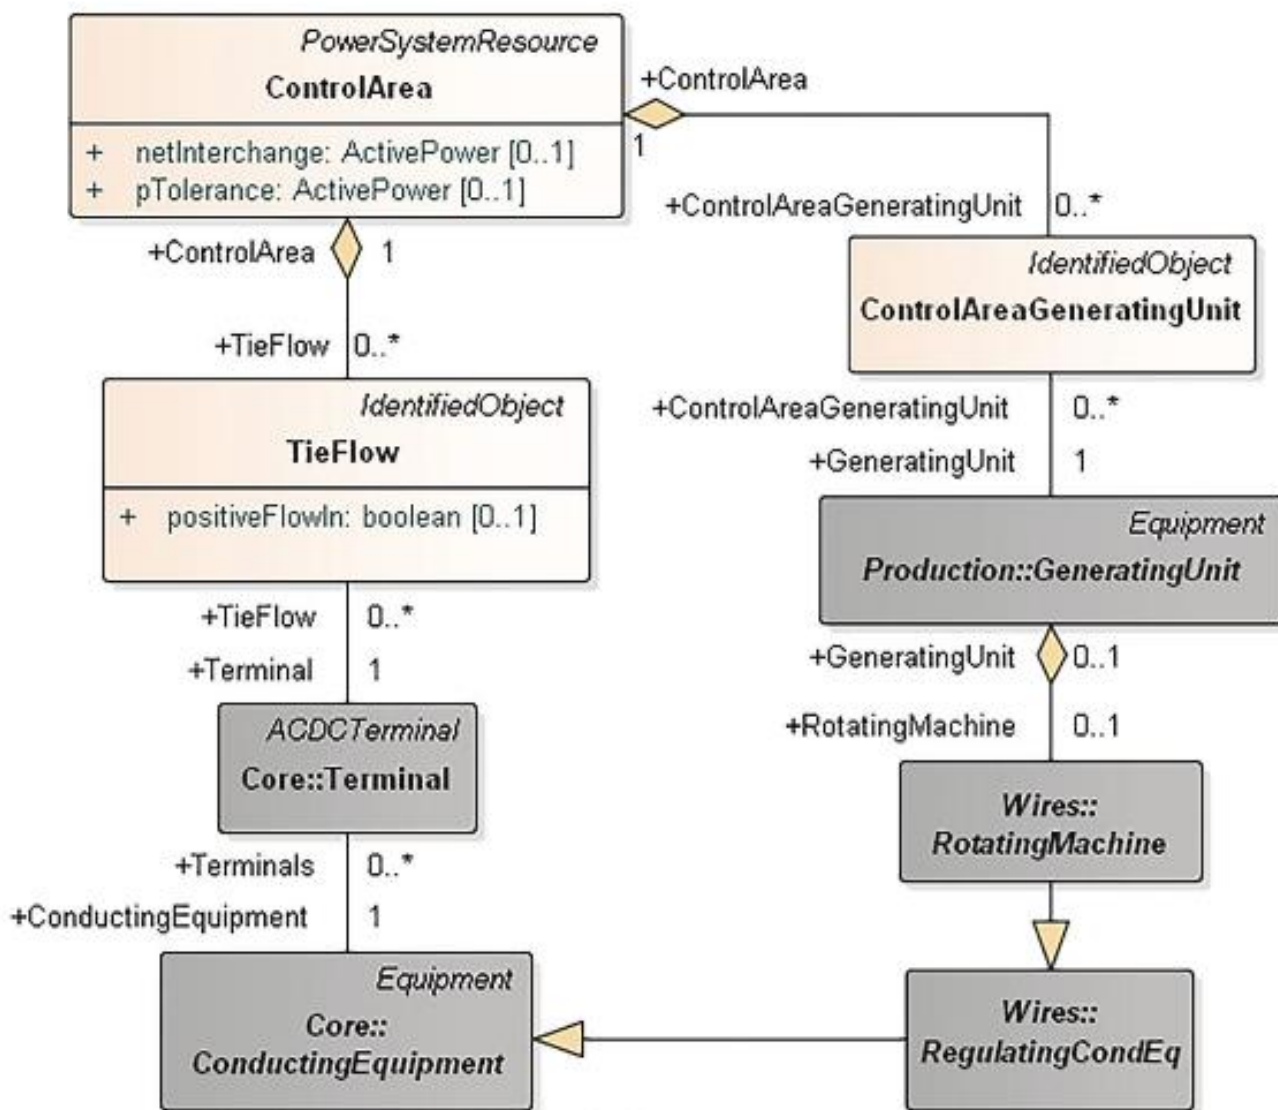 PowerSystemResource
ControlArea
+ netInterchange: ActivePower [0..1]
+ pTolerance: ActivePower [0..1]
+ControlArea
1
+ControlAreaGeneratingUnit 0..*
IdentifiedObject
ControlAreaGeneratingUnit
+ControlArea 1
+TieFlow 0..*
IdentifiedObject
TieFlow
+ positiveFlowIn: boolean [0..1]
+ControlAreaGeneratingUnit 0..*
+GeneratingUnit 1
Equipment
Production::GeneratingUnit
+TieFlow 0..*
+Terminal 1
ACDCTerminal
Core::Terminal
+GeneratingUnit 0..1
+RotatingMachine 0..1
Wires::
RotatingMachine
+Terminals 0..*
+ConductingEquipment 1
Equipment
Core::
ConductingEquipment
Wires::
RegulatingCondEq